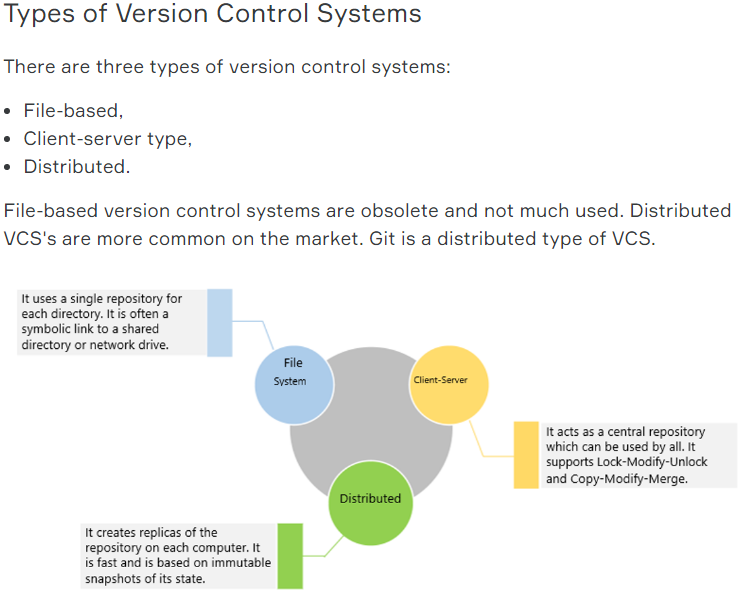 Types of Version Control Systems
There are three types of version control systems:
• File-based,
• Client-server type,
• Distributed.
File-based version control systems are obsolete and not much used. Distributed
VCS's are more common on the market. Git is a distributed type of VCS.
It uses a single repository for
each directory. It is often a
symbolic link to a shared
directory or network drive.
File
System
Client-Server
It acts as a central repository
which can be used by all. It
supports Lock-Modify-Unlock
and Copy-Modify-Merge.
Distributed
It creates replicas of the
repository on each computer. It
is fast and is based on immutable
snapshots of its state.